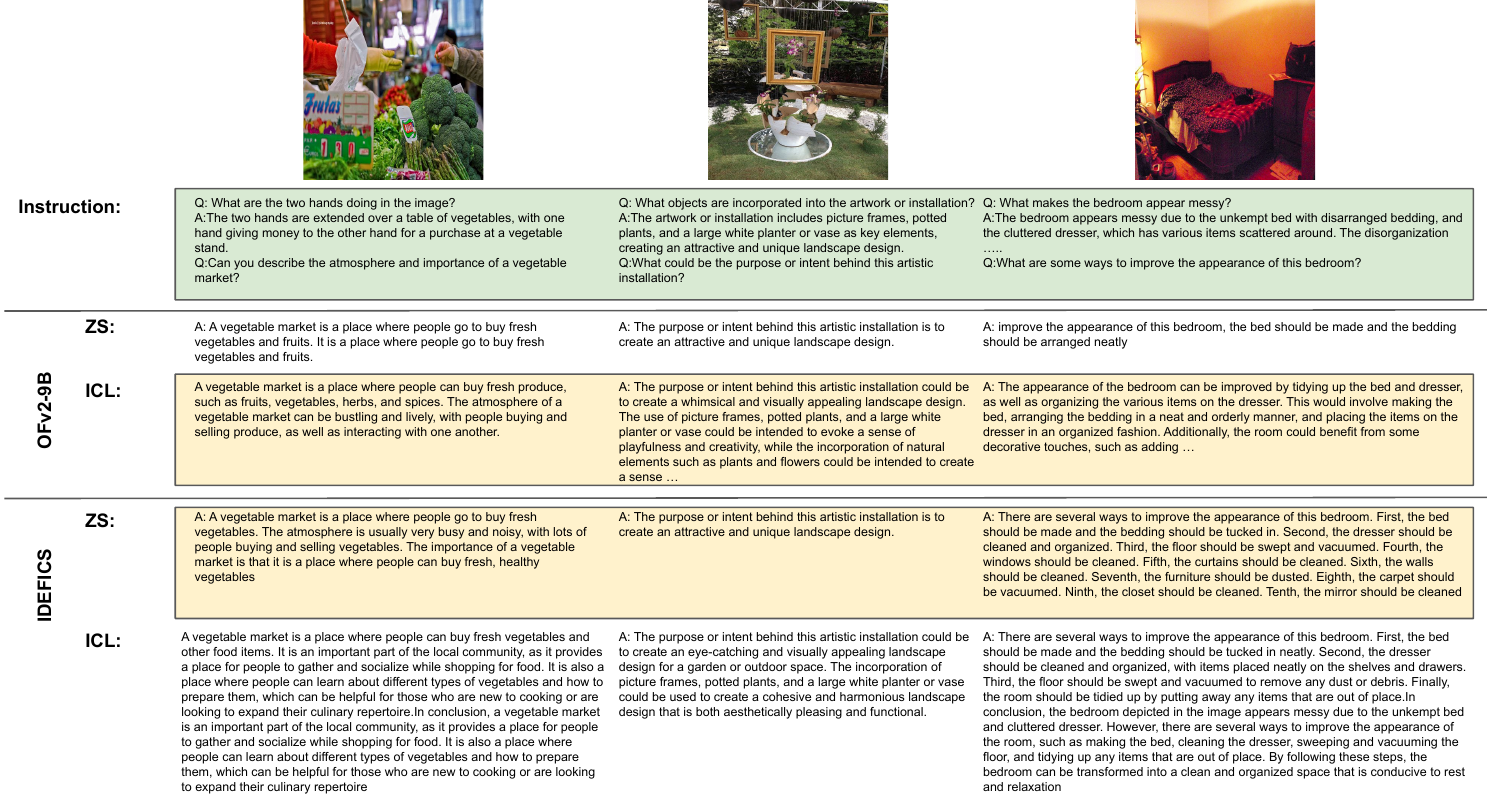 Frutas
130
Instruction:
Q: What are the two hands doing in the image?
A:The two hands are extended over a table of vegetables, with one
hand giving money to the other hand for a purchase at a vegetable
stand.
Q:Can you describe the atmosphere and importance of a vegetable
market?
Q: What objects are incorporated into the artwork or installation?
A:The artwork or installation includes picture frames, potted
plants, and a large white planter or vase as key elements,
creating an attractive and unique landscape design.
Q:What could be the purpose or intent behind this artistic
installation?
Q: What makes the bedroom appear messy?
A:The bedroom appears messy due to the unkempt bed with disarranged bedding, and
the cluttered dresser, which has various items scattered around. The disorganization
…..
Q:What are some ways to improve the appearance of this bedroom?
OFv2-9B
ZS:
A: A vegetable market is a place where people go to buy fresh
vegetables and fruits. It is a place where people go to buy fresh
vegetables and fruits.
A: The purpose or intent behind this artistic installation is to
create an attractive and unique landscape design.
A: improve the appearance of this bedroom, the bed should be made and the bedding
should be arranged neatly
ICL:
A vegetable market is a place where people can buy fresh produce,
such as fruits, vegetables, herbs, and spices. The atmosphere of a
vegetable market can be bustling and lively, with people buying and
selling produce, as well as interacting with one another.
A: The purpose or intent behind this artistic installation could be
to create a whimsical and visually appealing landscape design.
The use of picture frames, potted plants, and a large white
planter or vase could be intended to evoke a sense of
playfulness and creativity, while the incorporation of natural
elements such as plants and flowers could be intended to create
a sense …
A: The appearance of the bedroom can be improved by tidying up the bed and dresser,
as well as organizing the various items on the dresser. This would involve making the
bed, arranging the bedding in a neat and orderly manner, and placing the items on the
dresser in an organized fashion. Additionally, the room could benefit from some
decorative touches, such as adding …
IDEFICS
ZS:
A: A vegetable market is a place where people go to buy fresh
vegetables. The atmosphere is usually very busy and noisy, with lots of
people buying and selling vegetables. The importance of a vegetable
market is that it is a place where people can buy fresh, healthy
vegetables
A: The purpose or intent behind this artistic installation is to
create an attractive and unique landscape design.
A: There are several ways to improve the appearance of this bedroom. First, the bed
should be made and the bedding should be tucked in. Second, the dresser should be
cleaned and organized. Third, the floor should be swept and vacuumed. Fourth, the
windows should be cleaned. Fifth, the curtains should be cleaned. Sixth, the walls
should be cleaned. Seventh, the furniture should be dusted. Eighth, the carpet should
be vacuumed. Ninth, the closet should be cleaned. Tenth, the mirror should be cleaned
ICL:
A vegetable market is a place where people can buy fresh vegetables and
other food items. It is an important part of the local community, as it provides
a place for people to gather and socialize while shopping for food. It is also a
place where people can learn about different types of vegetables and how to
prepare them, which can be helpful for those who are new to cooking or are
looking to expand their culinary repertoire.In conclusion, a vegetable market
is an important part of the local community, as it provides a place for people
to gather and socialize while shopping for food. It is also a place where
people can learn about different types of vegetables and how to prepare
them, which can be helpful for those who are new to cooking or are looking
to expand their culinary repertoire
A: The purpose or intent behind this artistic installation could be
to create an eye-catching and visually appealing landscape
design for a garden or outdoor space. The incorporation of
picture frames, potted plants, and a large white planter or vase
could be used to create a cohesive and harmonious landscape
design that is both aesthetically pleasing and functional.
A: There are several ways to improve the appearance of this bedroom. First, the bed
should be made and the bedding should be tucked in neatly. Second, the dresser
should be cleaned and organized, with items placed neatly on the shelves and drawers.
Third, the floor should be swept and vacuumed to remove any dust or debris. Finally,
the room should be tidied up by putting away any items that are out of place.In
conclusion, the bedroom depicted in the image appears messy due to the unkempt bed
and cluttered dresser. However, there are several ways to improve the appearance of
the room, such as making the bed, cleaning the dresser, sweeping and vacuuming the
floor, and tidying up any items that are out of place. By following these steps, the
bedroom can be transformed into a clean and organized space that is conducive to rest
and relaxation